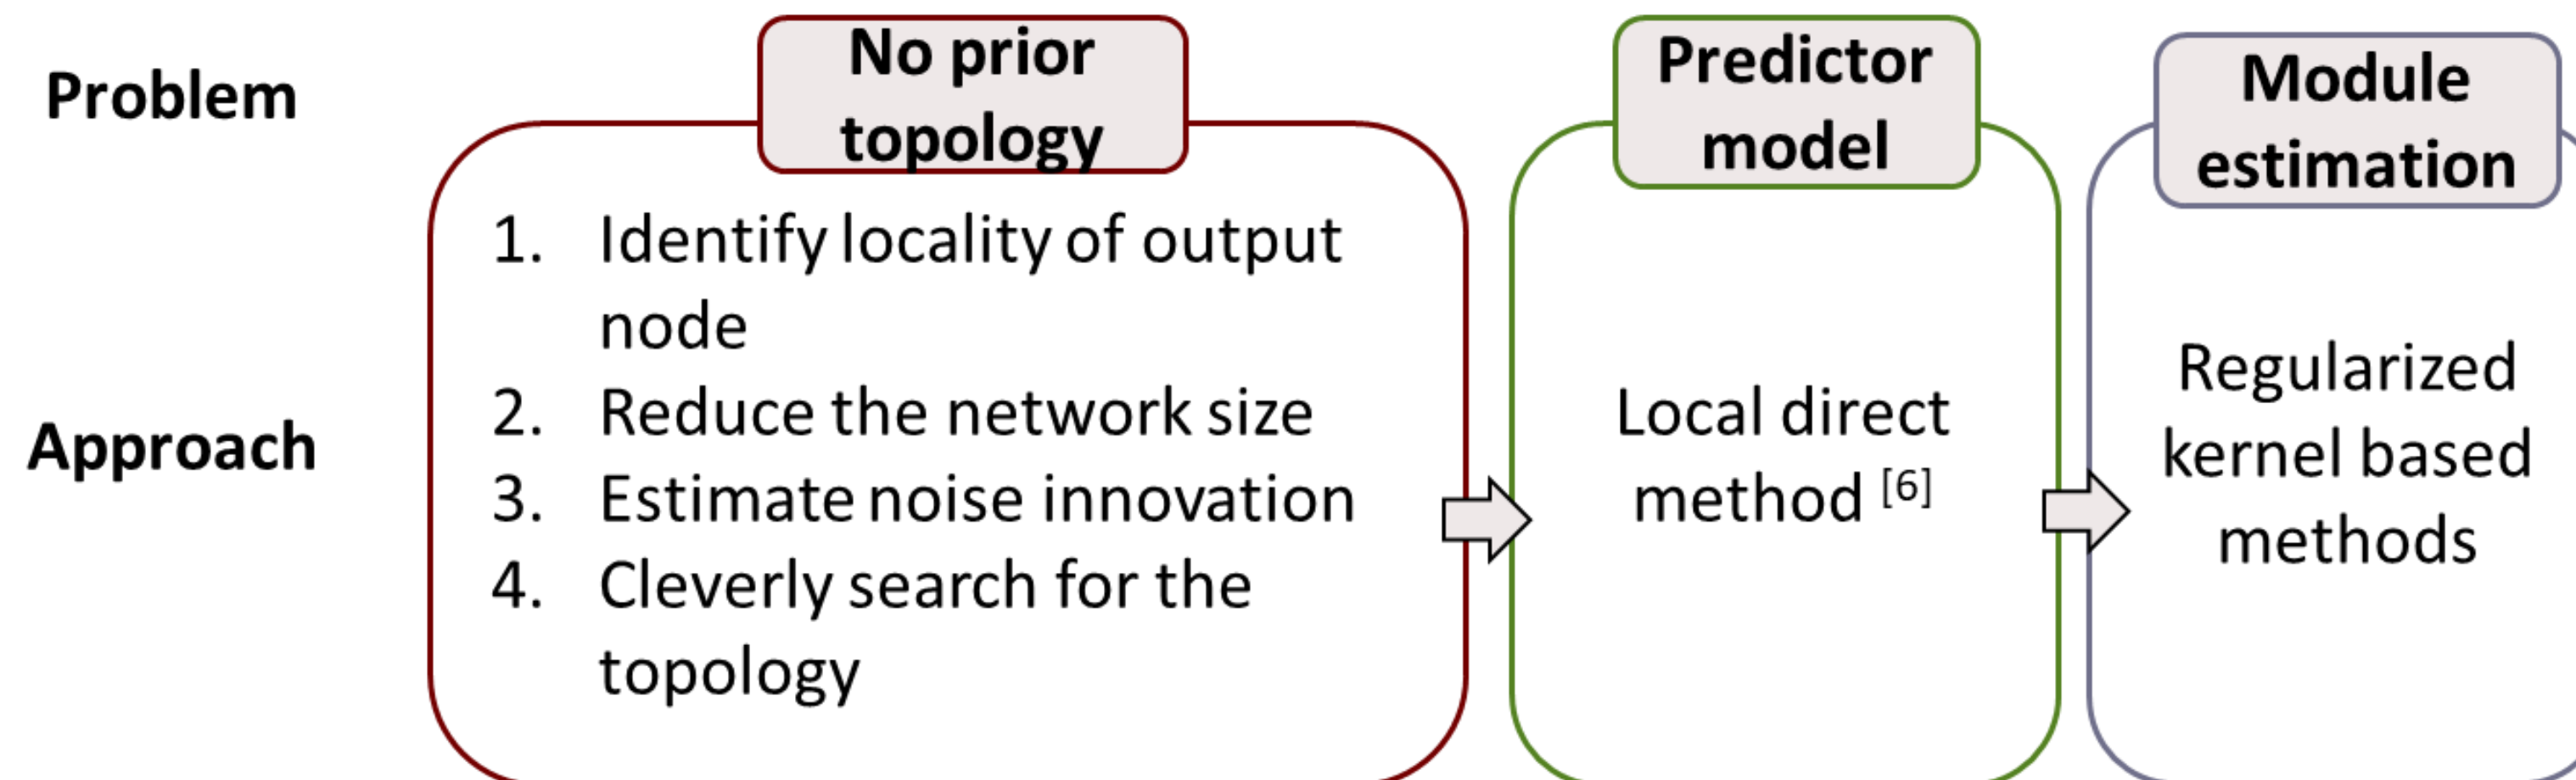 Problem
No prior
topology
Predictor
model
Module
estimation
Approach
1. Identify locality of output
node
2. Reduce the network size
3. Estimate noise innovation
4. Cleverly search for the
topology
Local direct
method [6]
Regularized
kernel based
methods